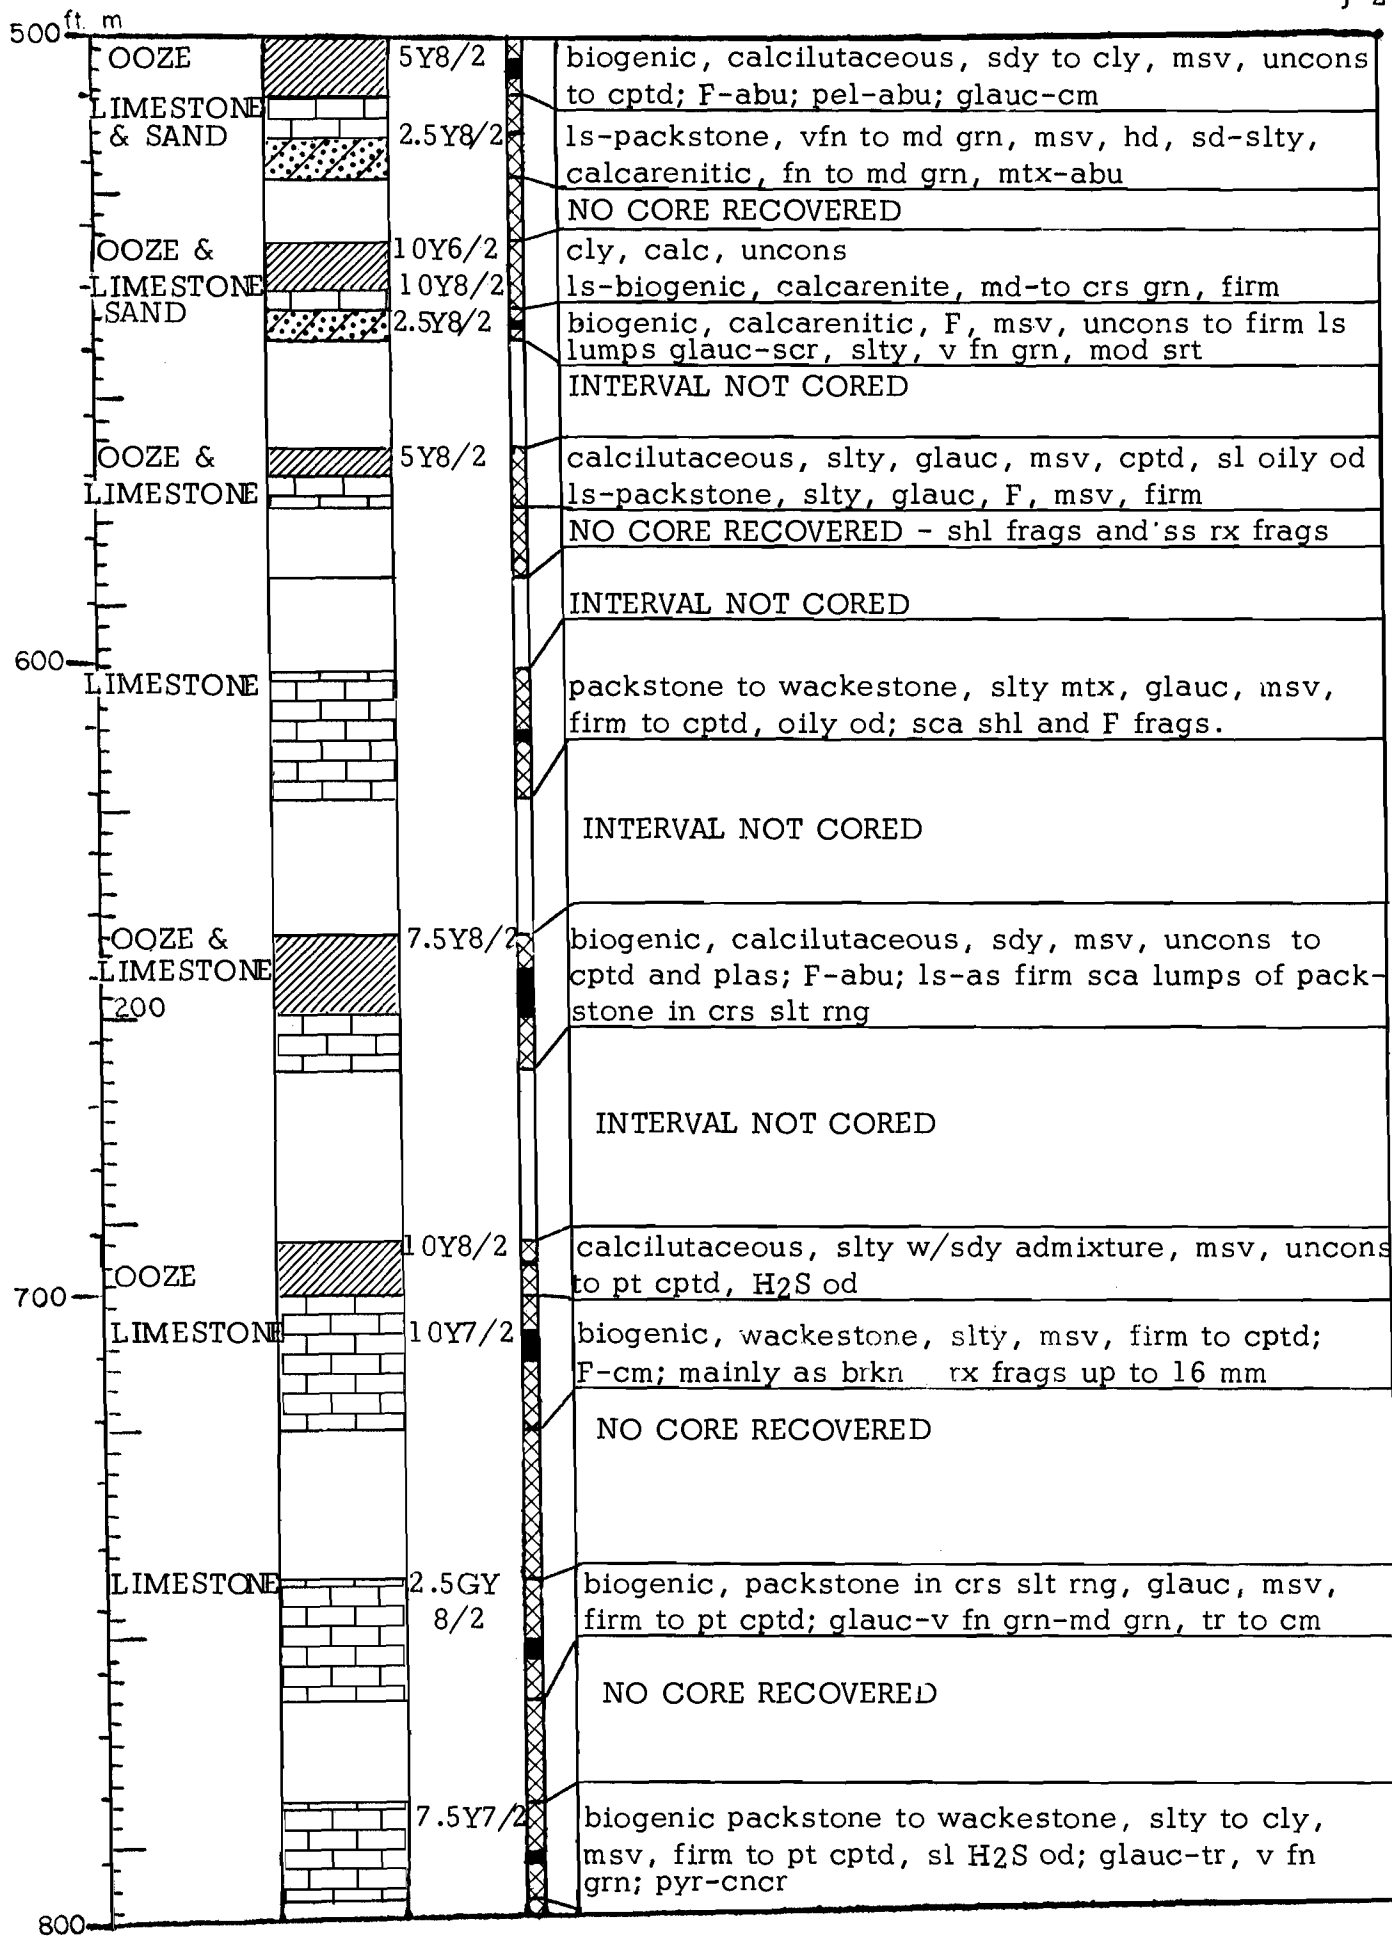 500 ft. m
OOZE 5Y8/2 biogenic, calcilutaceous, sdy to cly, msv, uncons
to cptd; F-abu; pel-abu; glauc-cm
LIMESTONE
& SAND 2.5Y8/2 ls-packstone, vfn to md grn, msv, hd, sd-slty,
calcarenitic, fn to md grn, mtx-abu
NO CORE RECOVERED
OOZE & 10Y6/2 cly, calc, uncons
LIMESTONE 10Y8/2 ls-biogenic, calcarenite, md-to crs grn, firm
SAND 2.5Y8/2 biogenic, calcarenitic, F, msv, uncons to firm ls
lumps glauc-scr, slty, v fn grn, mod srt
INTERVAL NOT CORED
OOZE & 5Y8/2 calcilutaceous, slty, glauc, msv, cptd, sl oily od
LIMESTONE ls-packstone, slty, glauc, F, msv, firm
NO CORE RECOVERED - shl frags and ss rx frags
INTERVAL NOT CORED
600
LIMESTONE packstone to wackestone, slty mtx, glauc, msv,
firm to cptd, oily od; sca shl and F frags.
INTERVAL NOT CORED
OOZE & 7.5Y8/2 biogenic, calcilutaceous, sdy, msv, uncons to
LIMESTONE cptd and plas; F-abu; ls-as firm sca lumps of pack-
200 stone in crs slt rng
INTERVAL NOT CORED
10Y8/2 calcilutaceous, slty w/sdy admixture, msv, uncons
OOZE to pt cptd, H2S od
700
LIMESTONE 10Y7/2 biogenic, wackestone, slty, msv, firm to cptd;
F-cm; mainly as brkn rx frags up to 16 mm
NO CORE RECOVERED
LIMESTONE 2.5GY biogenic, packstone in crs slt rng, glauc, msv,
8/2 firm to pt cptd; glauc-v fn grn-md grn, tr to cm
NO CORE RECOVERED
7.5Y7/2 biogenic packstone to wackestone, slty to cly,
msv, firm to pt cptd, sl H2S od; glauc-tr, v fn
grn; pyr-cncr
800